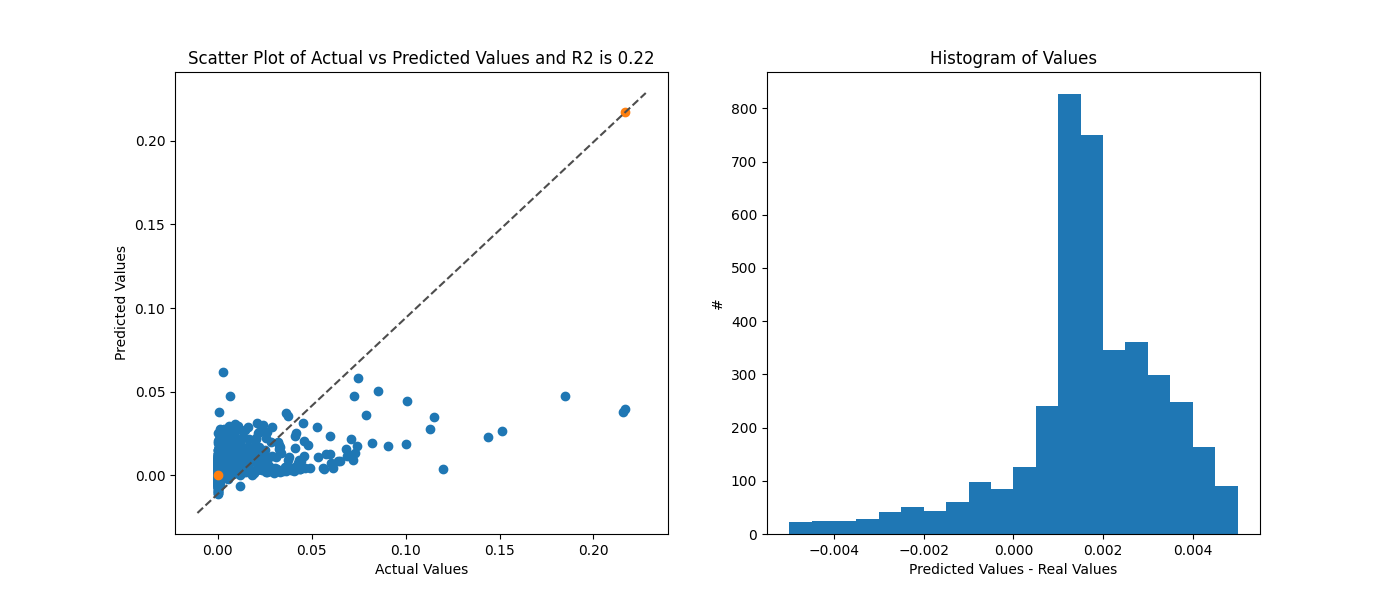 Scatter Plot of Actual vs Predicted Values and R2 is 0.22
Predicted Values
0.20
0.15
0.10
0.05
0.00
0.00 0.05 0.10 0.15 0.20
Actual Values
Histogram of Values
#
800
700
600
500
400
300
200
100
0
−0.004 −0.002 0.000 0.002 0.004
Predicted Values - Real Values